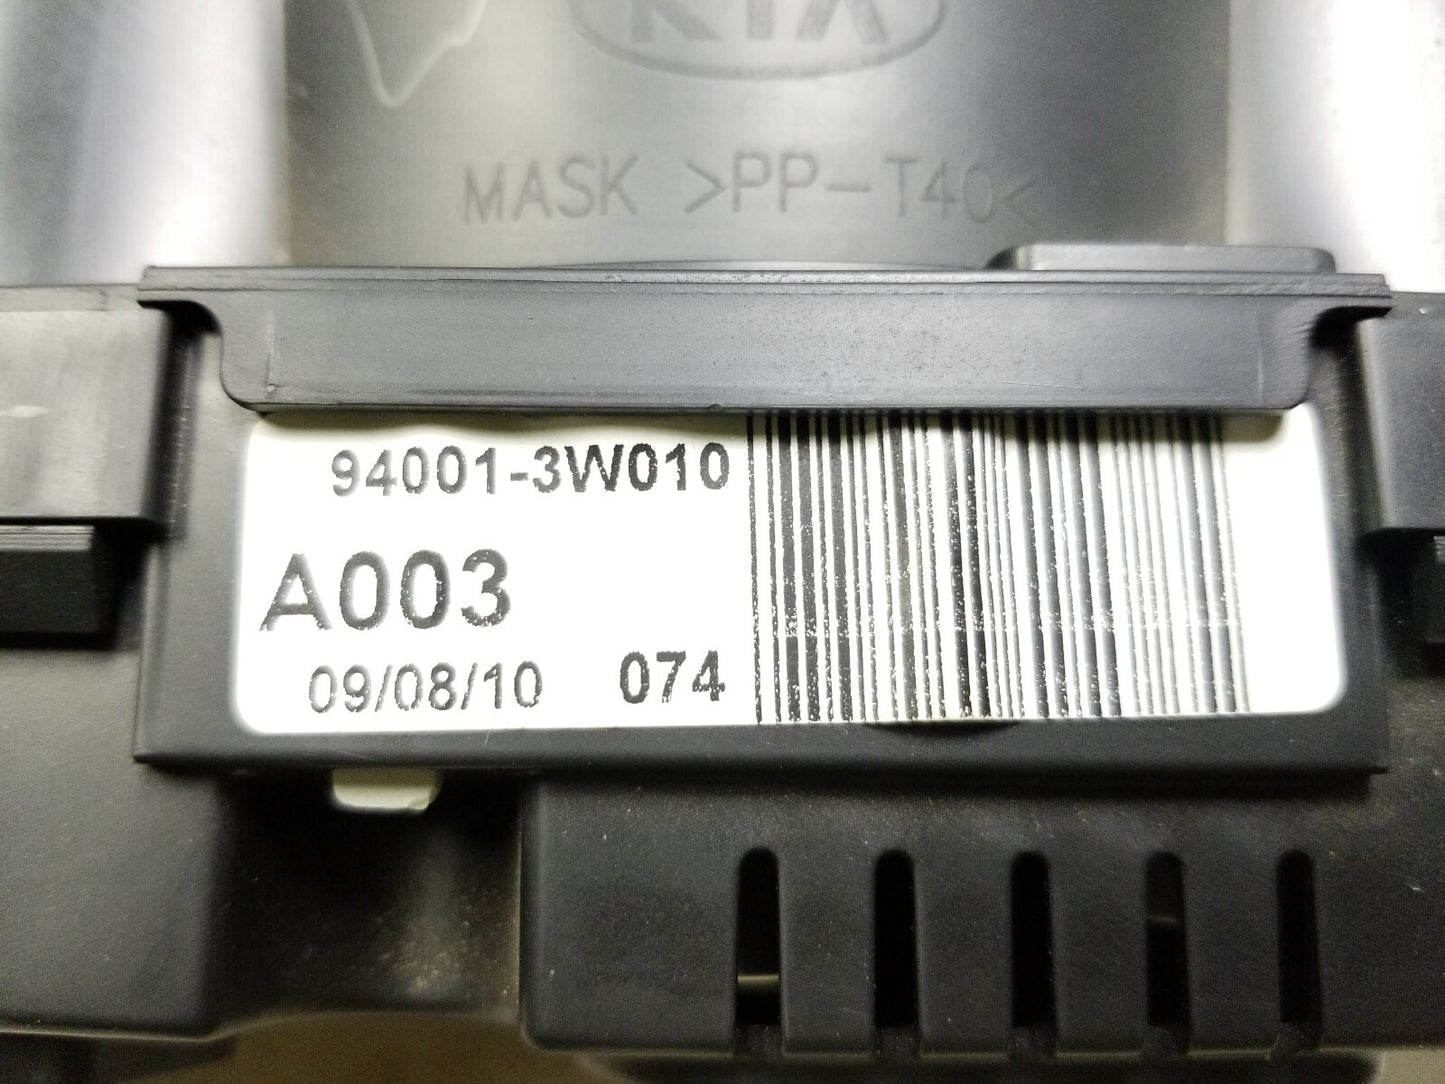 KIA
MASK >PP-T40<
94001-3W010
A003
09/08/10 074